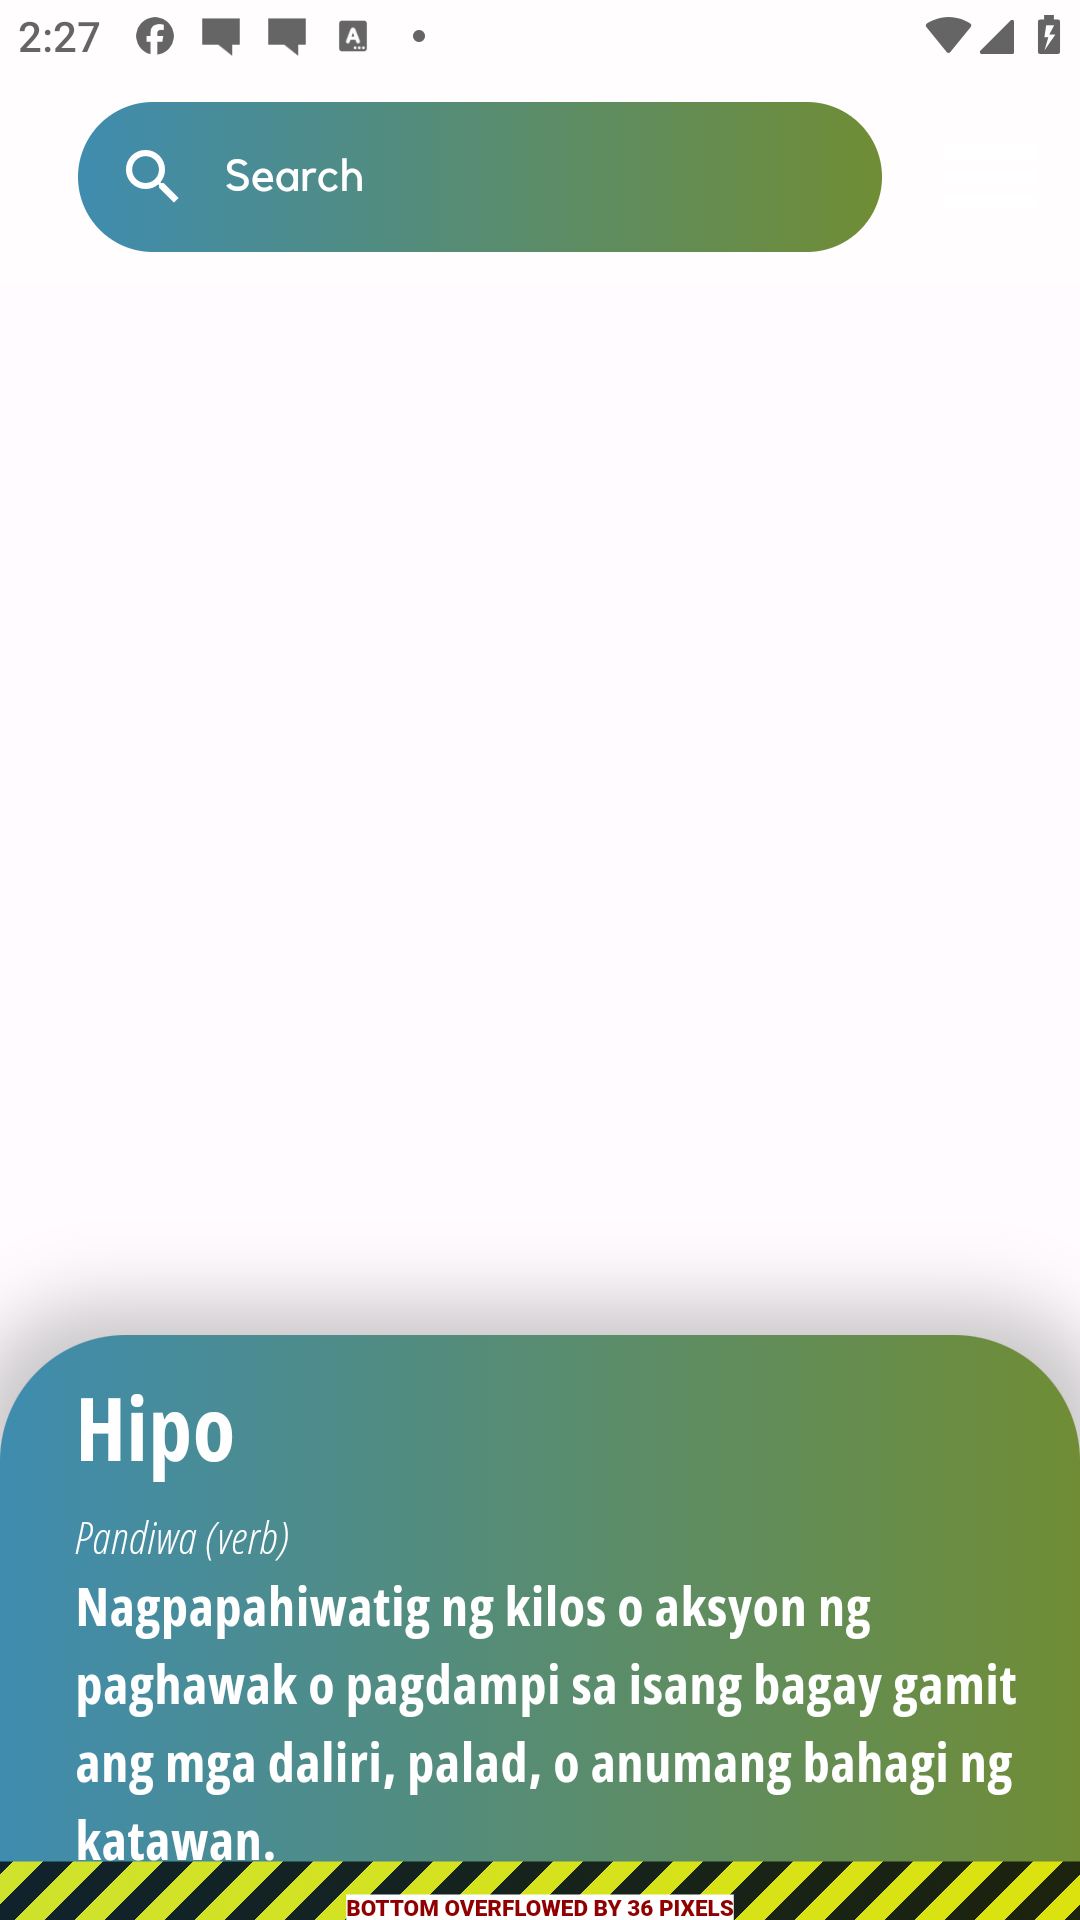 2:27
Search
Hipo
Pandiwa (verb)
Nagpapahiwatig ng kilos o aksyon ng
paghawak o pagdampi sa isang bagay gamit
ang mga daliri, palad, o anumang bahagi ng
katawan.
BOTTOM OVERFLOWED BY 36 PIXELS